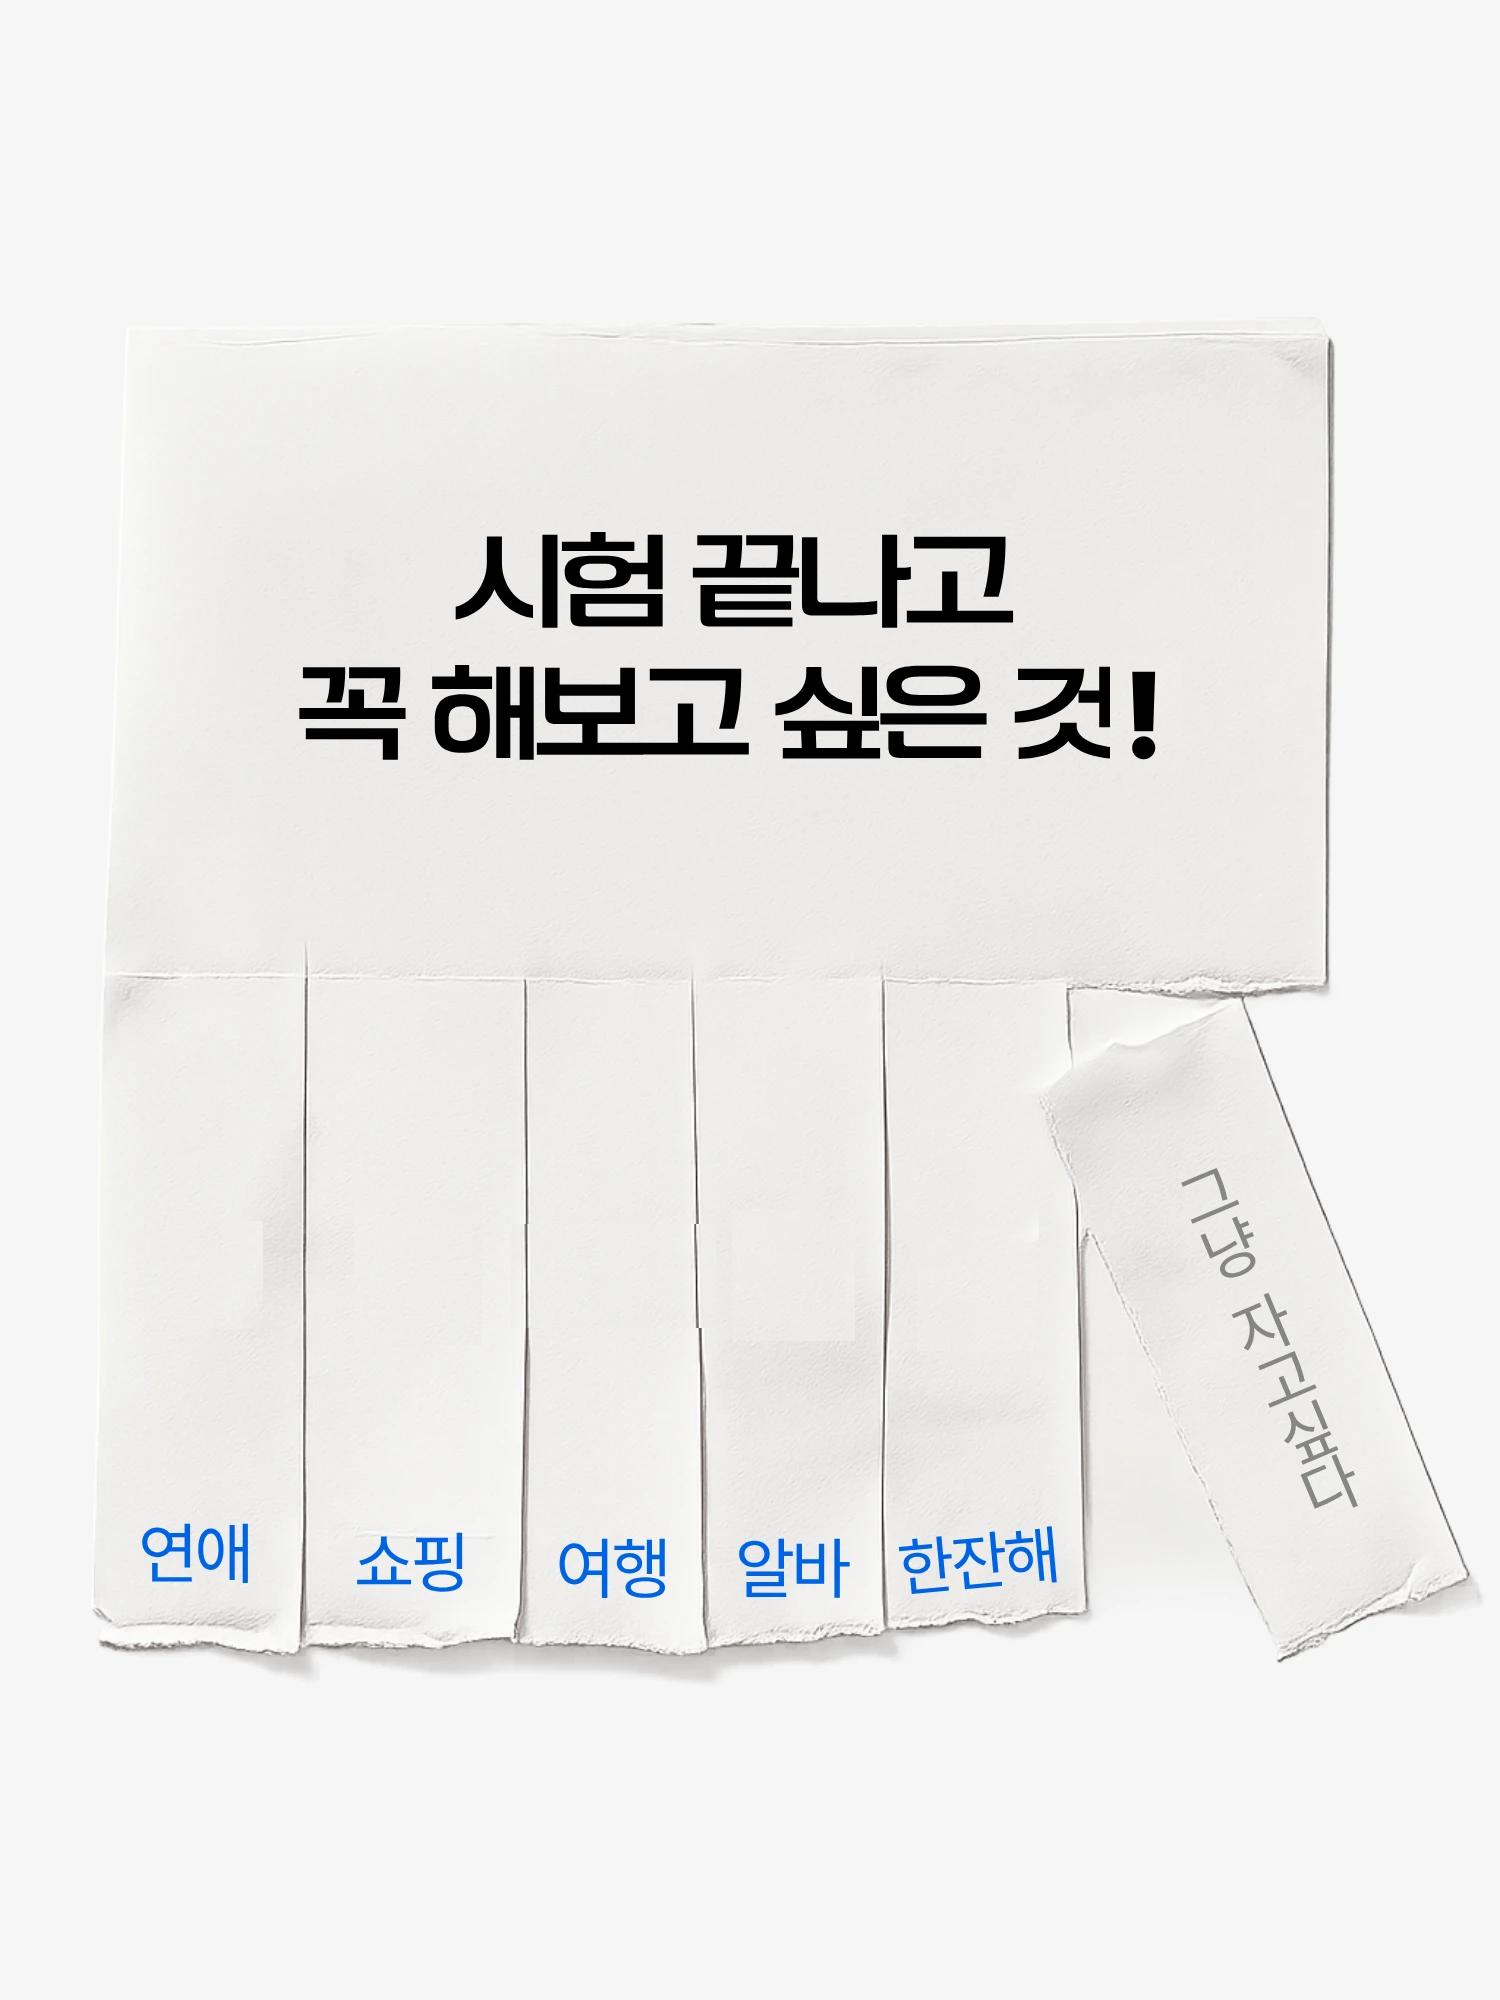 시험 끝나고
꼭 해보고 싶은 것!
연애
쇼핑
여행
알바
한잔해
그냥 자고싶다